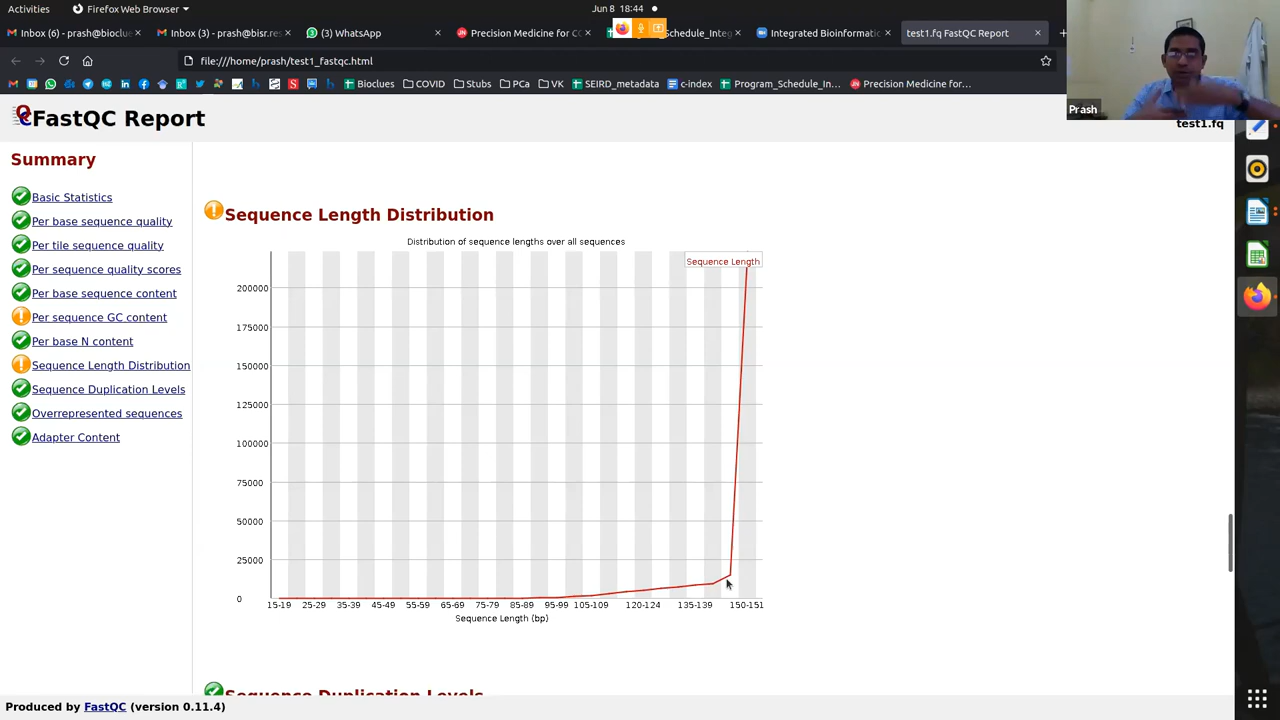 Activities
Firefox Web Browser
Jun 8 18:44
Inbox (6) - prash@bioclue
Inbox (3) - prash@bisr.res
(3) WhatsApp
Precision Medicine for CC
_Schedule_Integ
Integrated Bioinformatic
test1.fq FastQC Report
file:///home/prash/test1_fastqc.html
Bioclues
COVID
Stats
PCa
VK
SEIRD_metadata
c-index
Program_Schedule_In...
Precision Medicine for...
Prash
FastQC Report
test1.fq
Summary
Basic Statistics
Per base sequence quality
Per tile sequence quality
Per sequence quality scores
Per base sequence content
Per sequence GC content
Per base N content
Sequence Length Distribution
Sequence Duplication Levels
Overrepresented sequences
Adapter Content
Sequence Length Distribution
Distribution of sequence lengths over all sequences
Sequence Length
200000
175000
150000
125000
100000
75000
50000
25000
0
15-19 25-29 35-39 45-49 55-59 65-69 75-79 85-89 95-99 105-109 120-124 135-139 150-151
Sequence Length (bp)
Sequence Duplication Levels
Produced by FastQC (version 0.11.4)